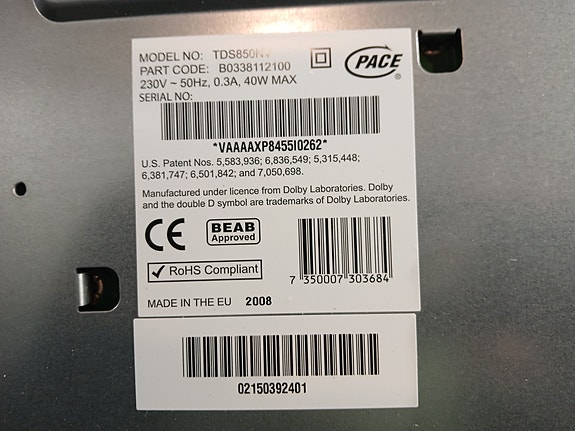 MODEL NO: TDS850NV
PACE
®
PART CODE: B0338112100
230V ~ 50Hz, 0.3A, 40W MAX
SERIAL NO:
*VAAAAXP8455I0262*
U.S. Patent Nos. 5,583,936; 6,836,549; 5,315,448;
6,381,747; 6,501,842; and 7,050,698.
Manufactured under licence from Dolby Laboratories. Dolby
and the double D symbol are trademarks of Dolby Laboratories.
CE
BEAB
Approved
✓ RoHS Compliant
7 350007 303684
MADE IN THE EU 2008
02150392401